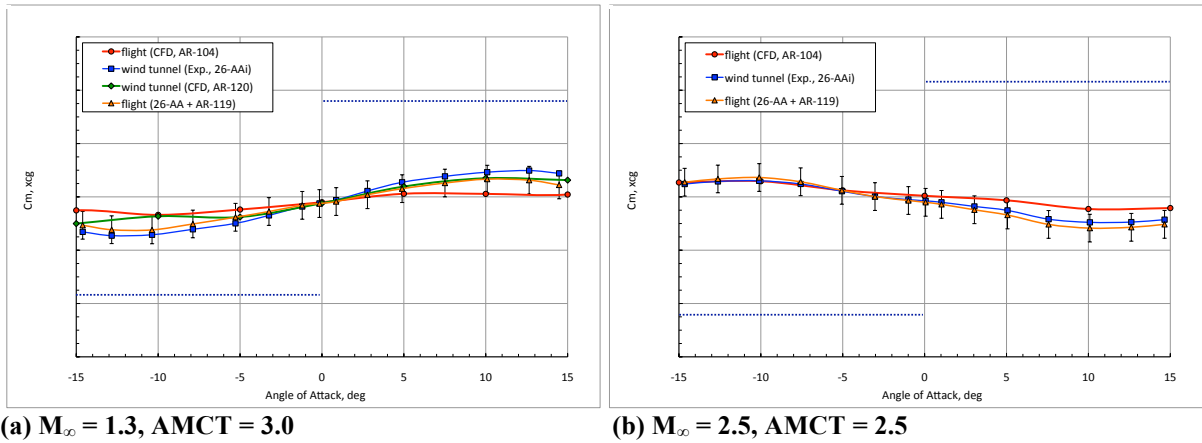 flight (CFD, AR-104)
wind tunnel (Exp., 26-AAi)
wind tunnel (CFD, AR-120)
flight (26-AA + AR-119)
Cm, xcg
-15 -10 -5 0 5 10 15
Angle of Attack, deg
(a) M∞ = 1.3, AMCT = 3.0
flight (CFD, AR-104)
wind tunnel (Exp., 26-AAi)
flight (26-AA + AR-119)
Cm, xcg
-15 -10 -5 0 5 10 15
Angle of Attack, deg
(b) M∞ = 2.5, AMCT = 2.5